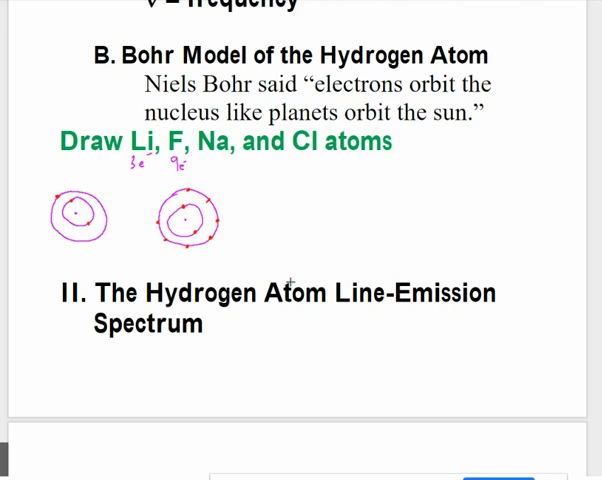 ν = frequency
B. Bohr Model of the Hydrogen Atom
Niels Bohr said “electrons orbit the
nucleus like planets orbit the sun.”
Draw Li, F, Na, and Cl atoms
3e⁻ 9e⁻
II. The Hydrogen Atom Line-Emission
Spectrum